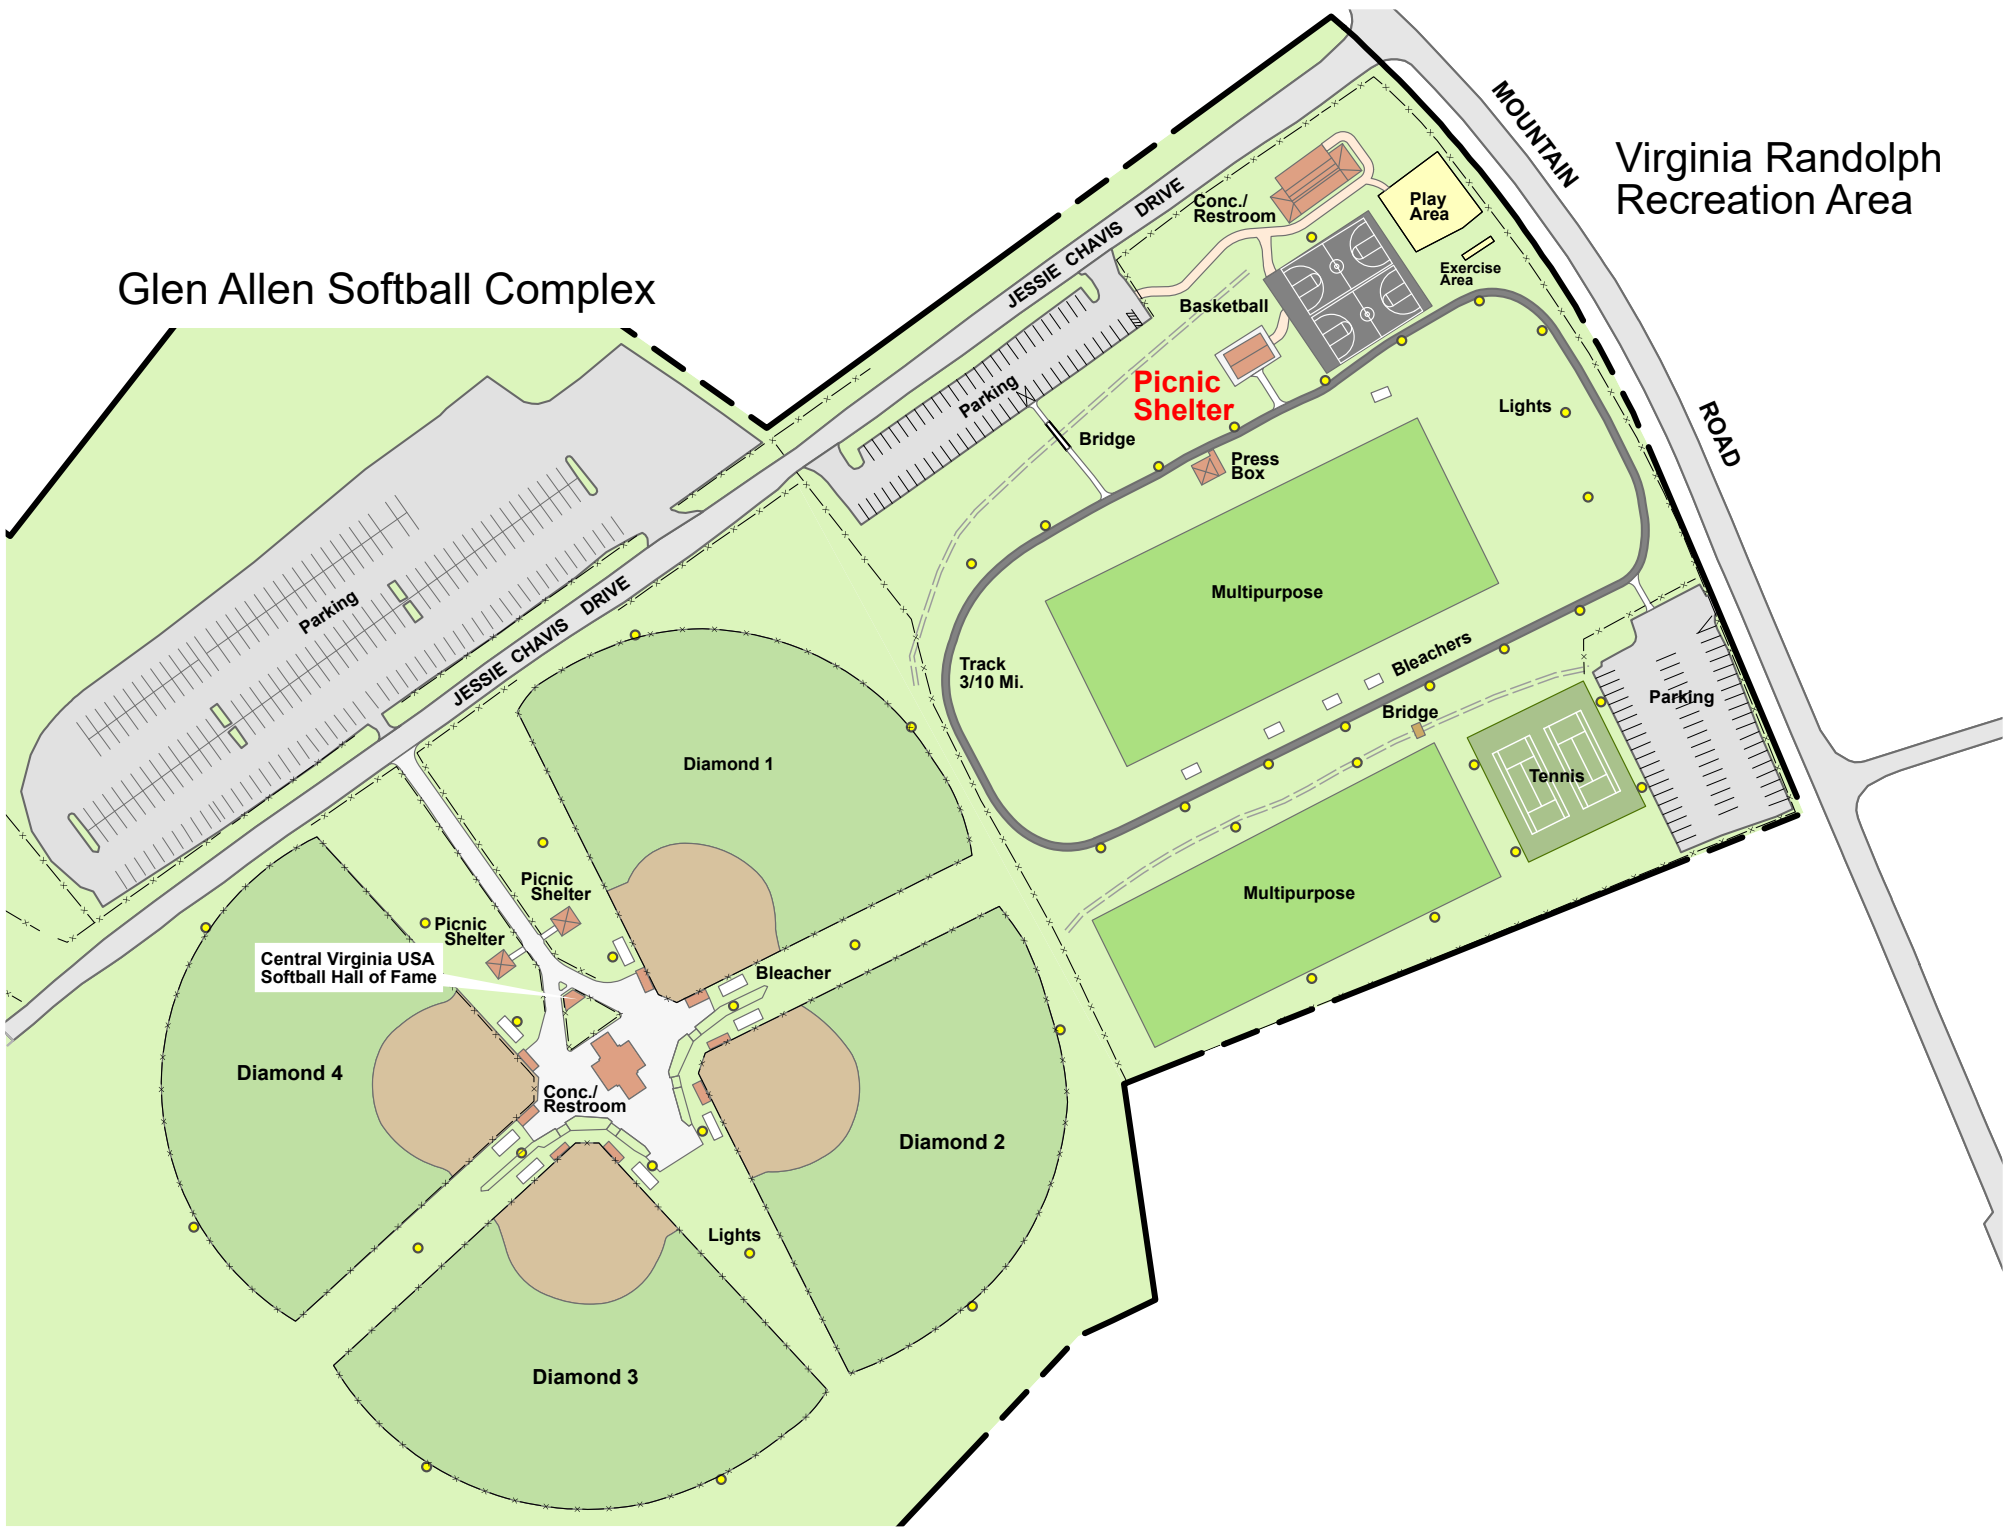 Glen Allen Softball Complex
Virginia Randolph
Recreation Area
MOUNTAIN
ROAD
JESSIE CHAVIS DRIVE
Conc./
Restroom
Play
Area
Exercise
Area
Basketball
Parking
Picnic
Shelter
Bridge
Press
Box
Lights
Multipurpose
Track
3/10 Mi.
Bleachers
Bridge
Parking
Tennis
Multipurpose
Parking
JESSIE CHAVIS DRIVE
Diamond 1
Picnic
Shelter
Picnic
Shelter
Central Virginia USA
Softball Hall of Fame
Bleacher
Diamond 4
Conc./
Restroom
Diamond 2
Lights
Diamond 3